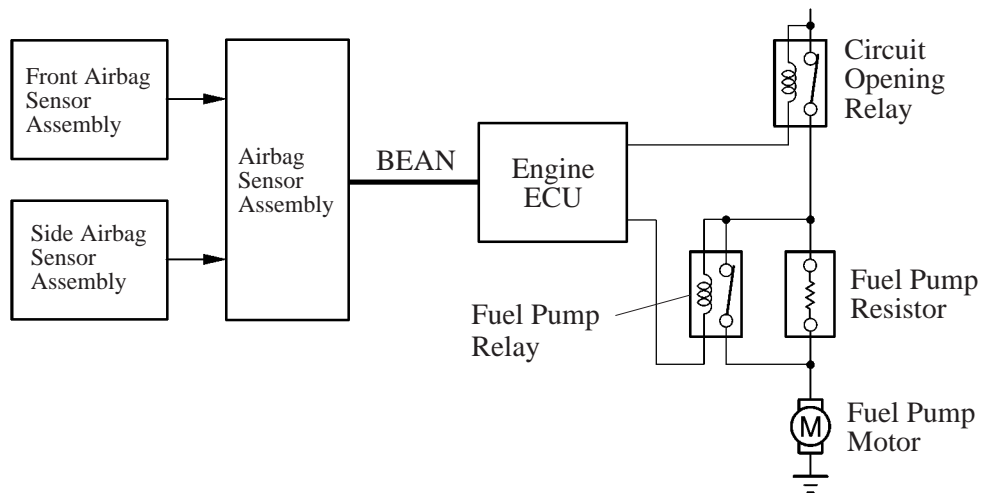 Front Airbag
Sensor
Assembly
Side Airbag
Sensor
Assembly
Airbag
Sensor
Assembly
BEAN
Engine
ECU
Circuit
Opening
Relay
Fuel Pump
Relay
Fuel Pump
Resistor
M
Fuel Pump
Motor